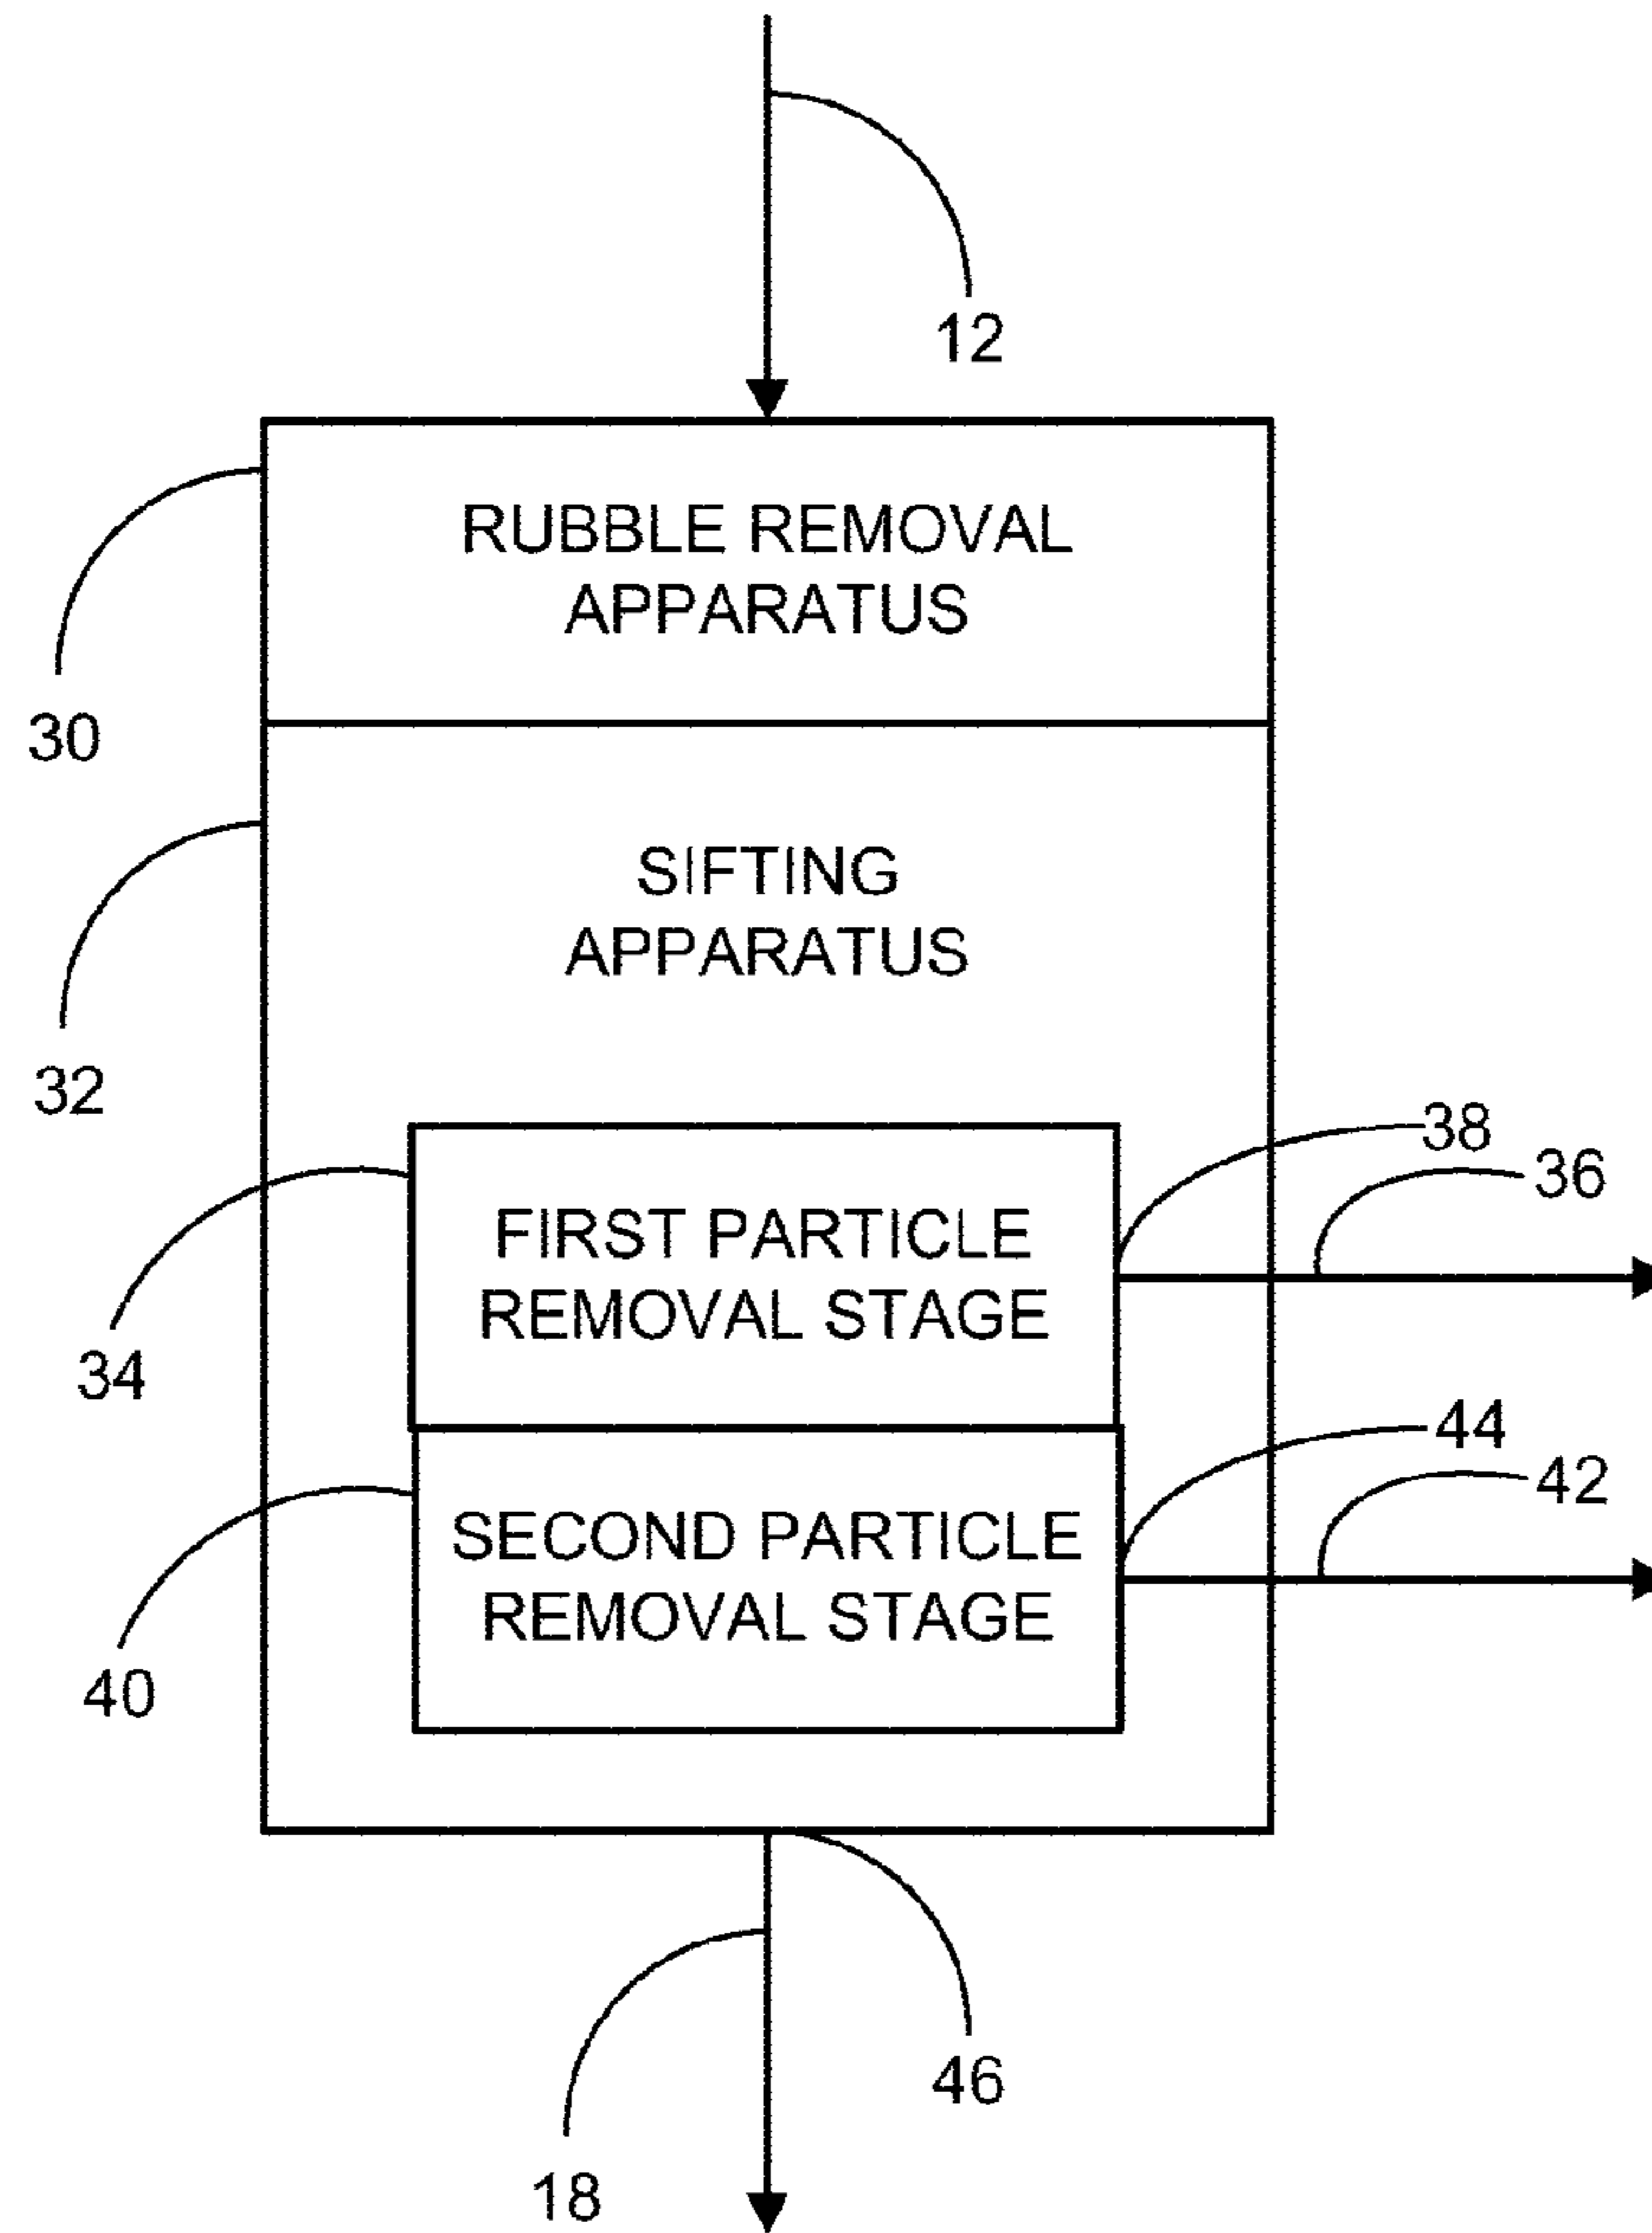 12
RUBBLE REMOVAL
APPARATUS
30
SIFTING
APPARATUS
32
38
36
FIRST PARTICLE
REMOVAL STAGE
34
44
42
SECOND PARTICLE
REMOVAL STAGE
40
46
18